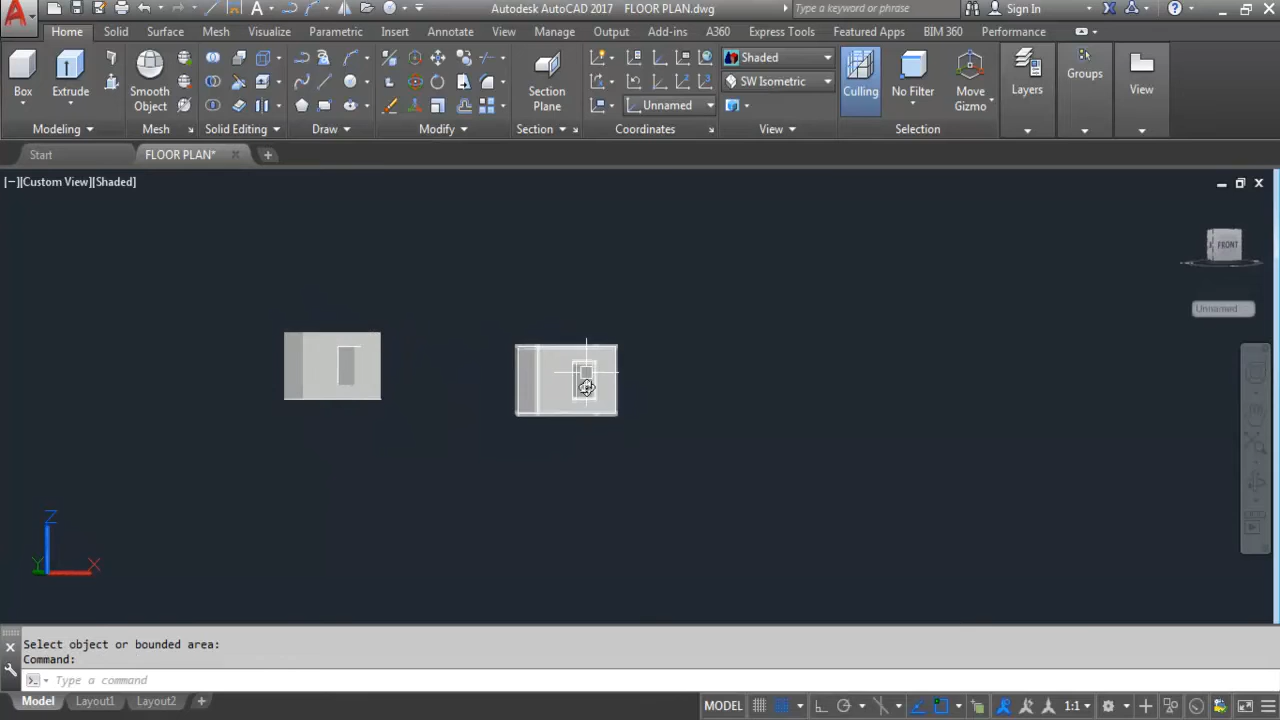 Autodesk AutoCAD 2017 FLOOR PLAN.dwg
Type a keyword or phrase
Sign In
Home Solid Surface Mesh Visualize Parametric Insert Annotate View Manage Output Add-ins A360 Express Tools Featured Apps BIM 360 Performance
Box
Extrude
Smooth
Object
Section
Plane
Shaded
SW Isometric
Unnamed
Culling
No Filter
Move
Gizmo
Layers
Groups
View
Modeling
Mesh
Solid Editing
Draw
Modify
Section
Coordinates
View
Selection
Start
FLOOR PLAN*
[−][Custom View][Shaded]
FRONT
Unnamed
Z
Y
X
Select object or bounded area:
Command:
Type a command
Model Layout1 Layout2
MODEL
1:1